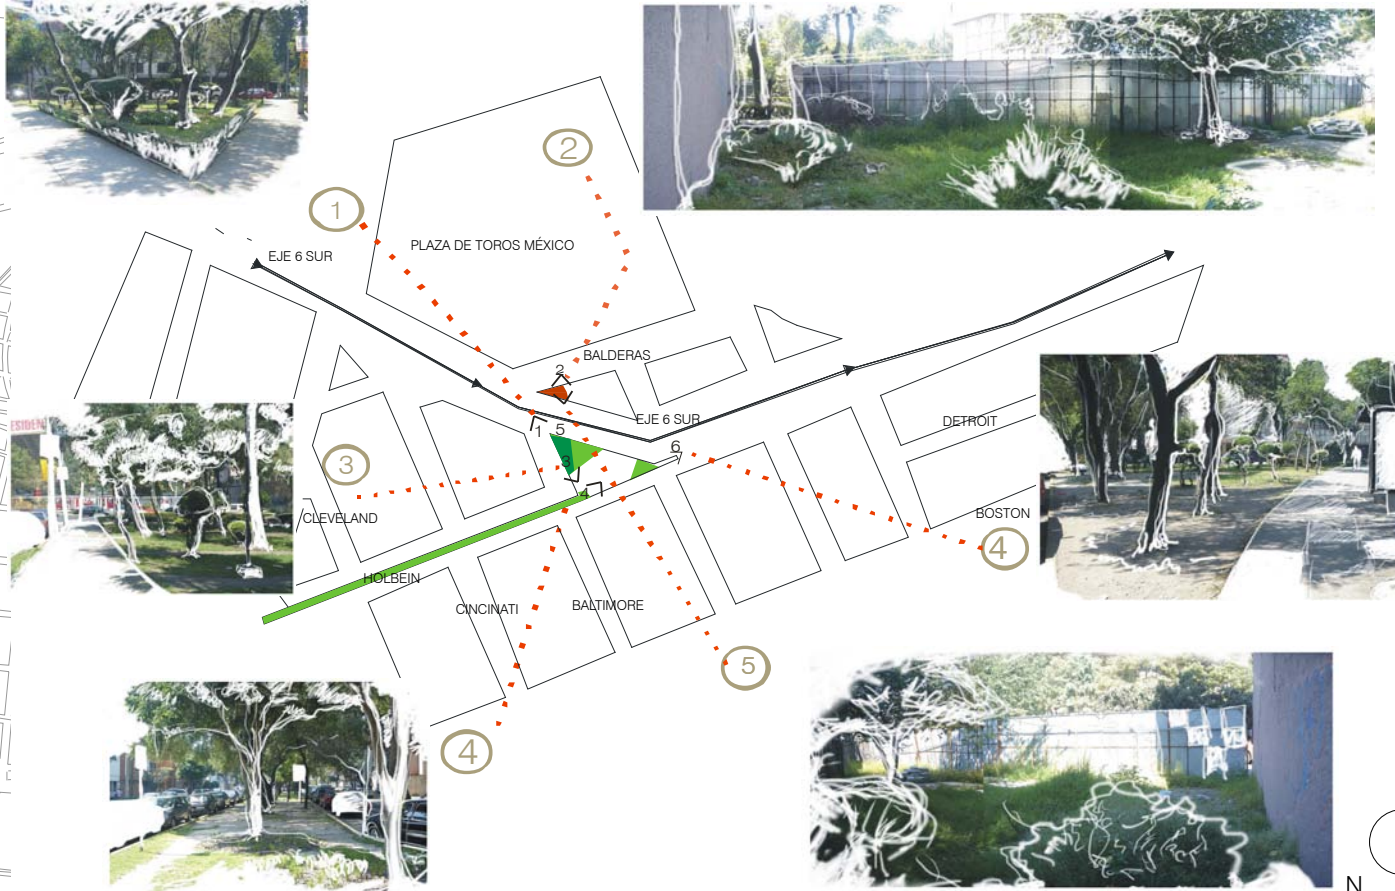 2
1
EJE 6 SUR
PLAZA DE TOROS MÉXICO
BALDERAS
2
EJE 6 SUR
1
5
6
3
4
DETROIT
3
CLEVELAND
BOSTON
4
HOLBEIN
CINCINATI
BALTIMORE
5
4
N